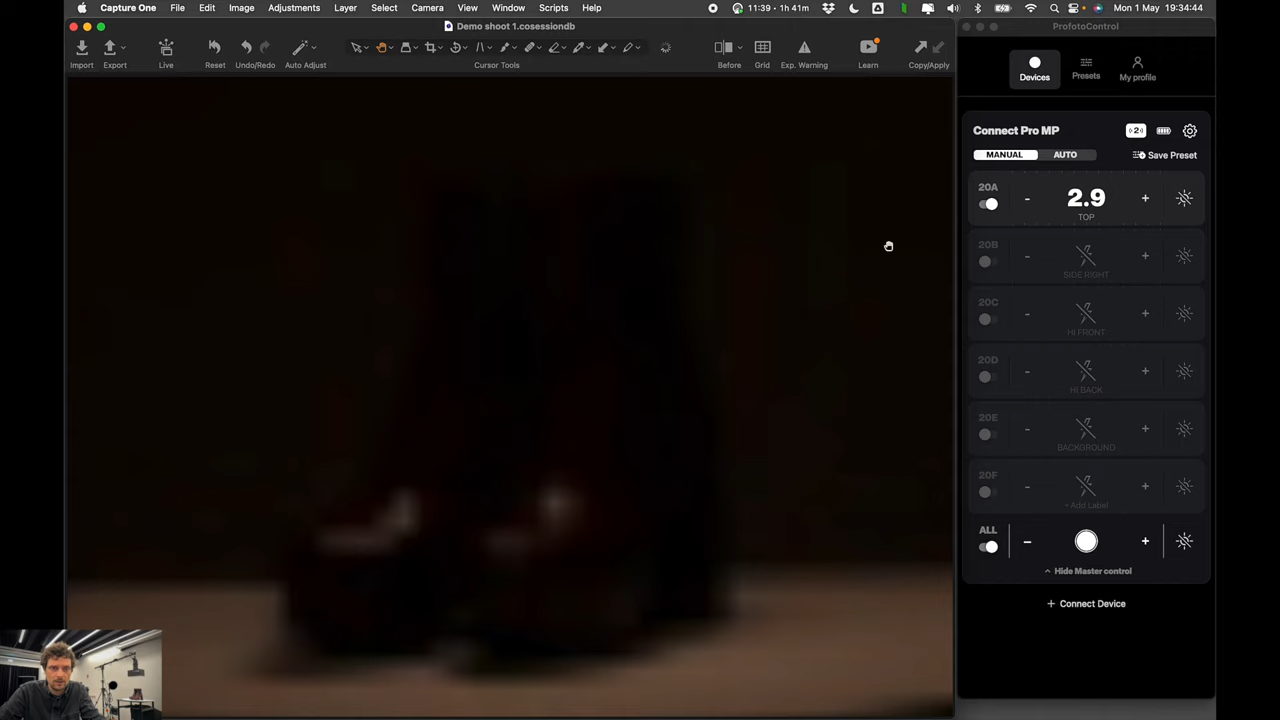 Capture One File Edit Image Adjustments Layer Select Camera View Window Scripts Help 11:39 • 1h 41m Mon 1 May 19:34:44
Demo shoot 1.cosessiondb
Import Export Live Reset Undo/Redo Auto Adjust Cursor Tools Before Grid Exp. Warning Learn Copy/Apply
ProfotoControl
Devices Presets My profile
Connect Pro MP 2
MANUAL AUTO Save Preset
20A - 2.9 +
TOP
20B - +
SIDE RIGHT
20C - +
HI FRONT
20D - +
HI BACK
20E - +
BACKGROUND
20F - +
+ Add Label
ALL - +
Hide Master control
+ Connect Device